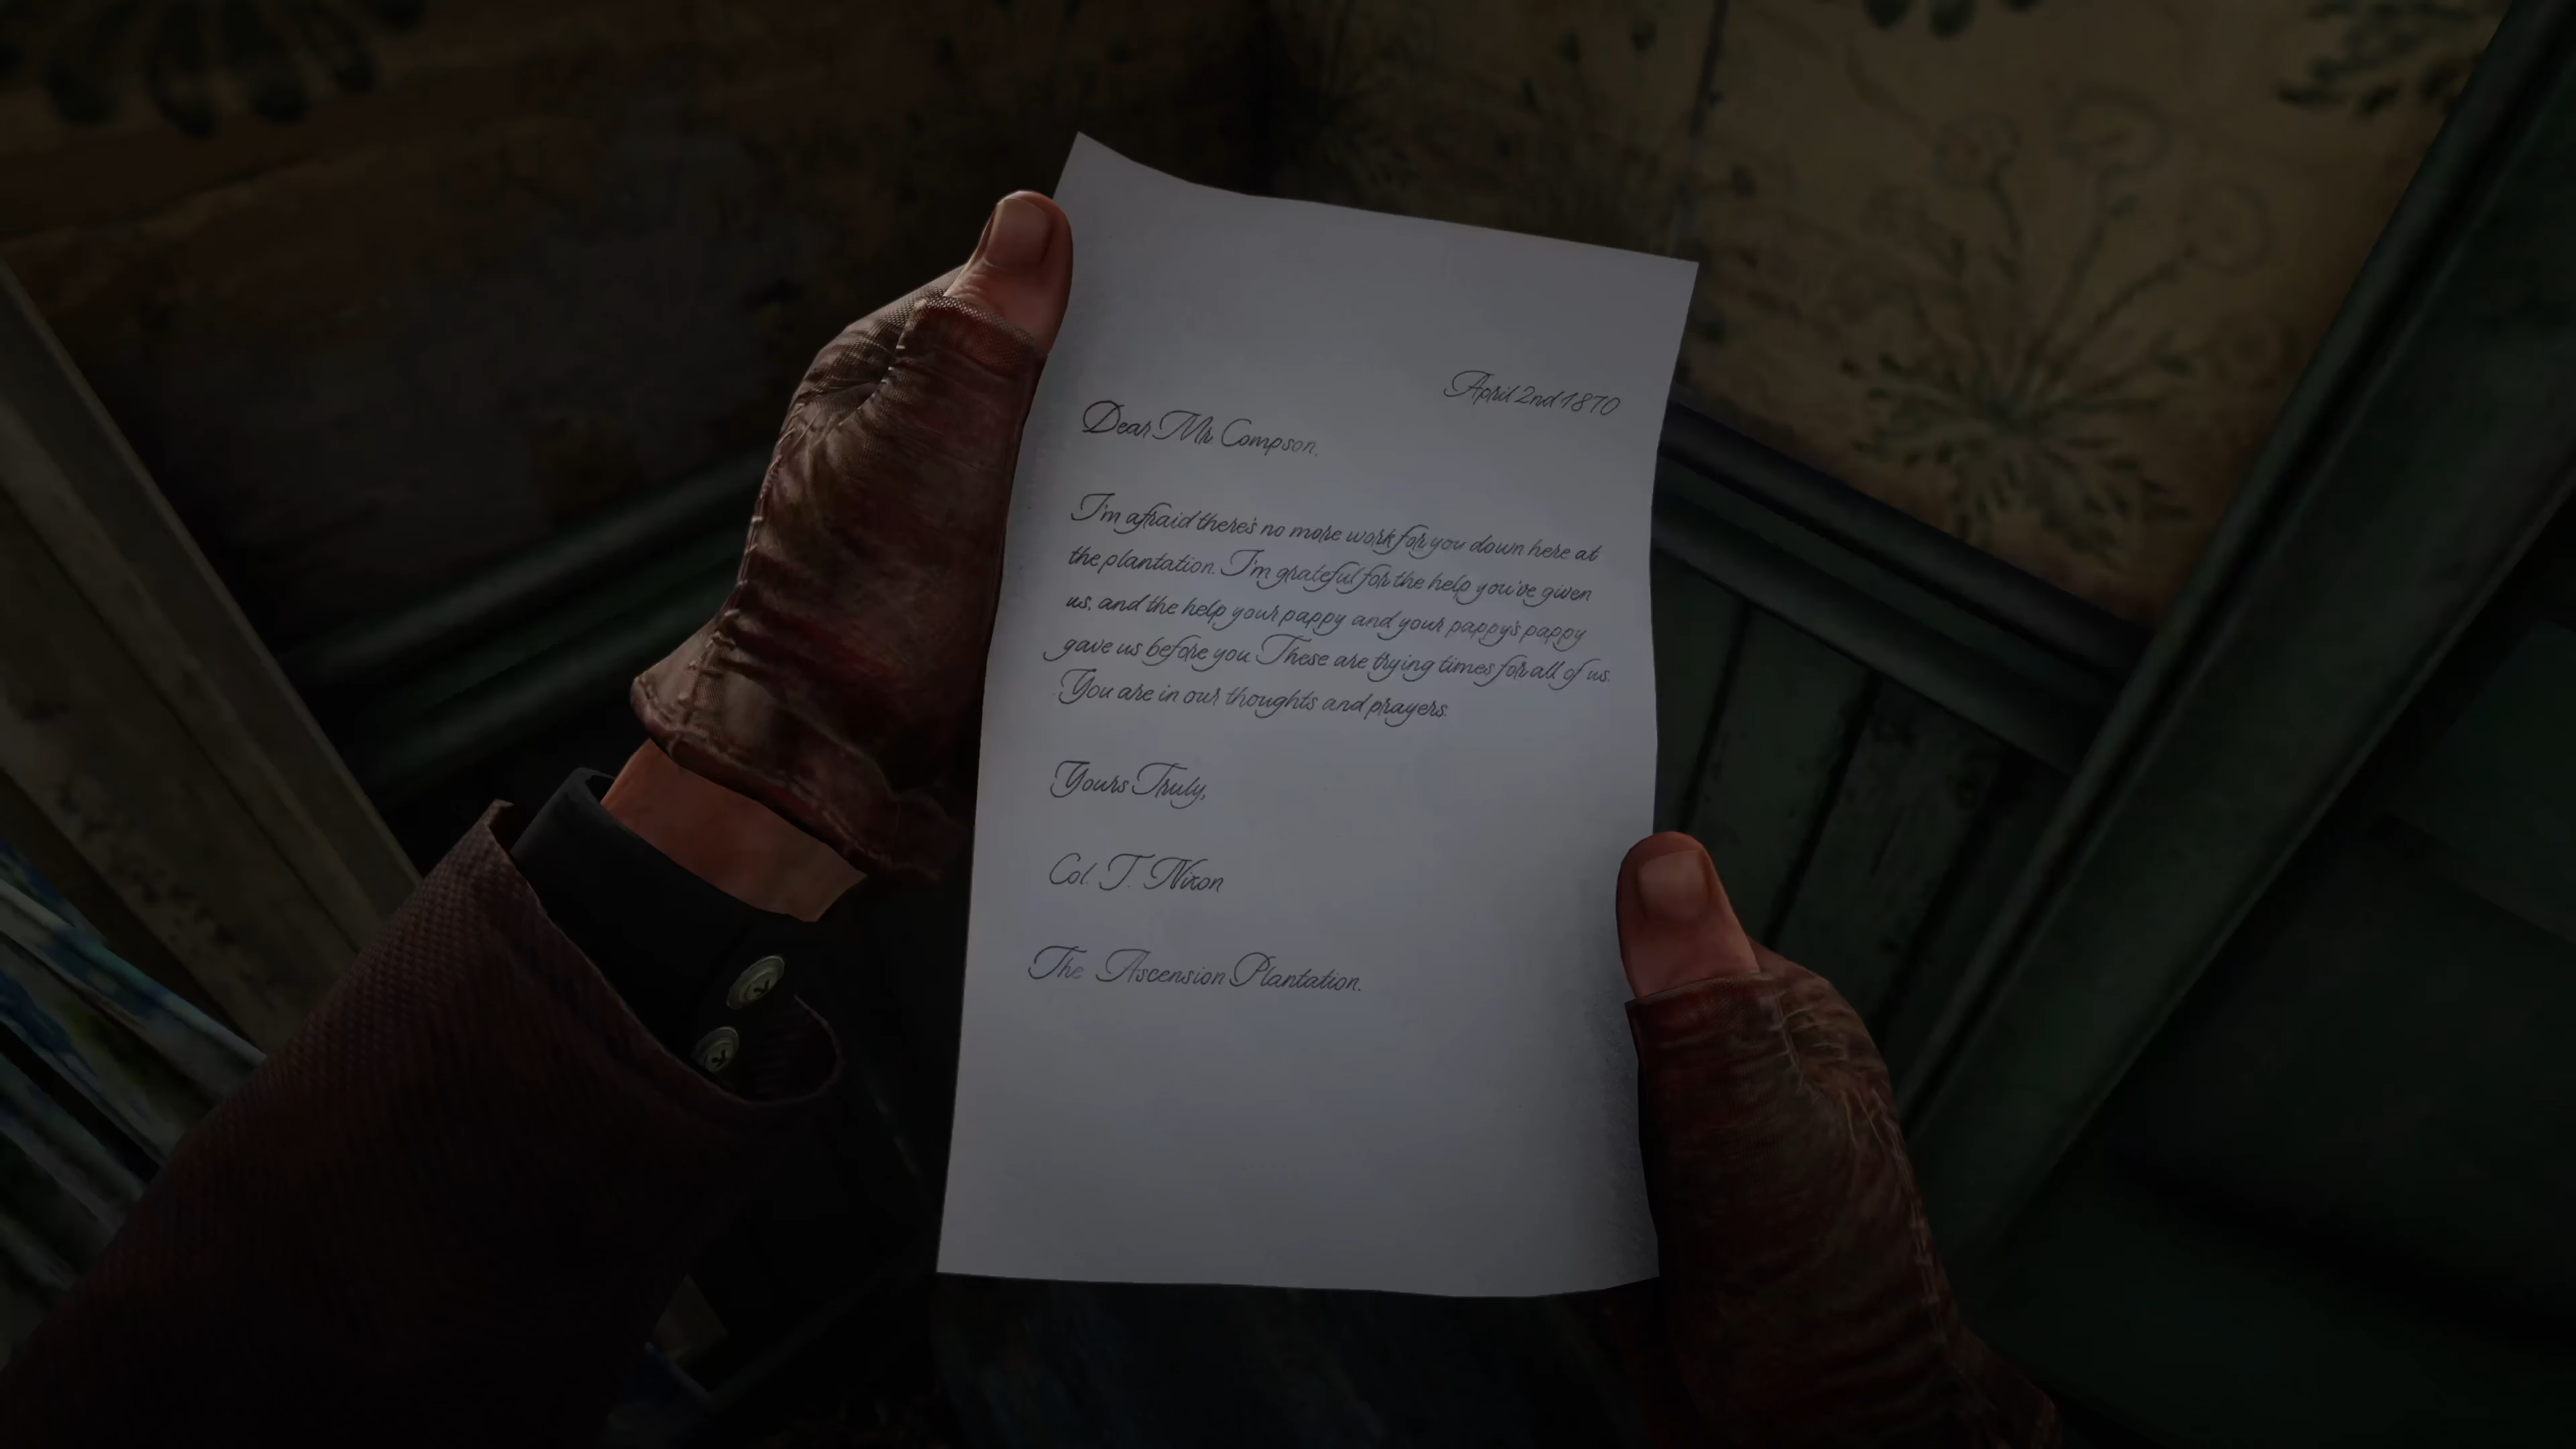 April 2nd 1870
Dear Mr Compson,
I'm afraid there's no more work for you down here at
the plantation. I'm grateful for the help you've given
us, and the help your pappy and your pappy's pappy
gave us before you. These are trying times for all of us.
You are in our thoughts and prayers.
Yours Truly,
Col. T. Nixon
The Ascension Plantation.